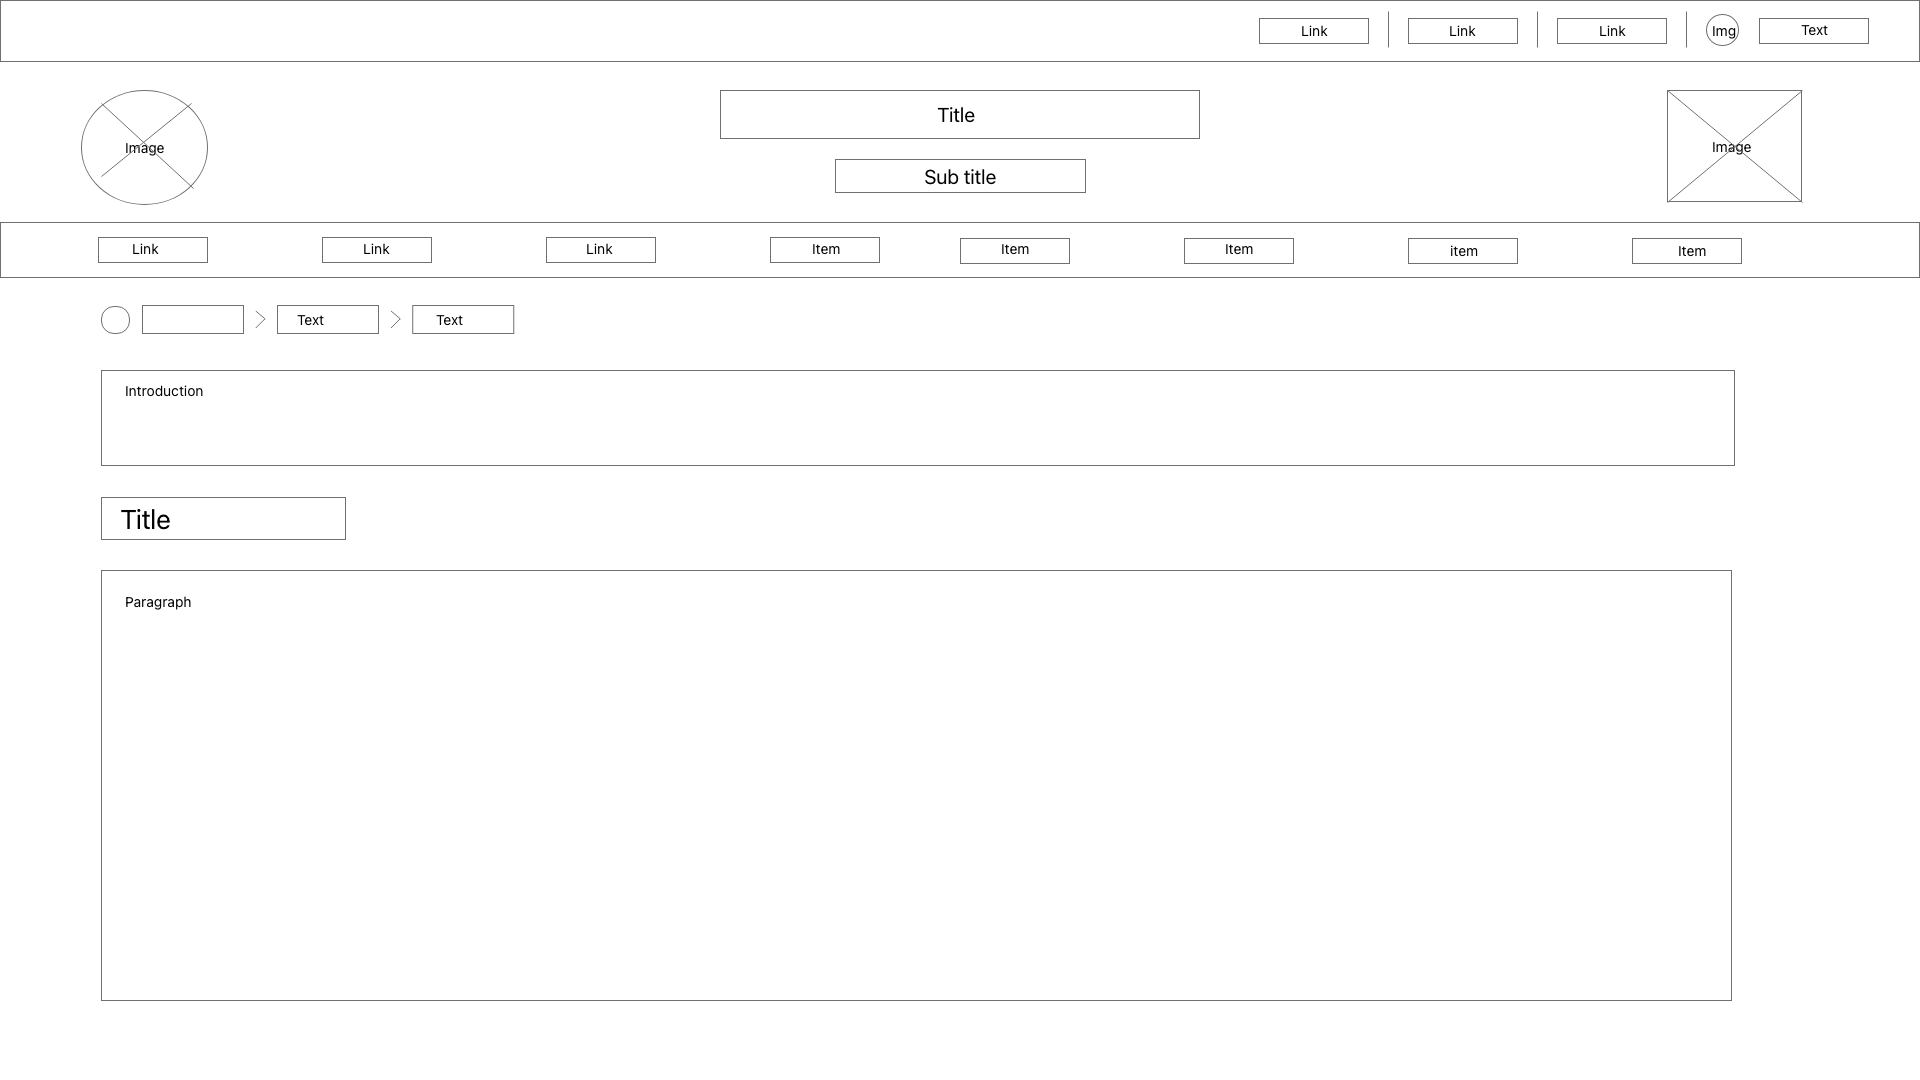 Link
Link
Link
Img
Text
Image
Title
Sub title
Image
Link
Link
Link
Item
Item
Item
item
Item
Text
Text
Introduction
Title
Paragraph